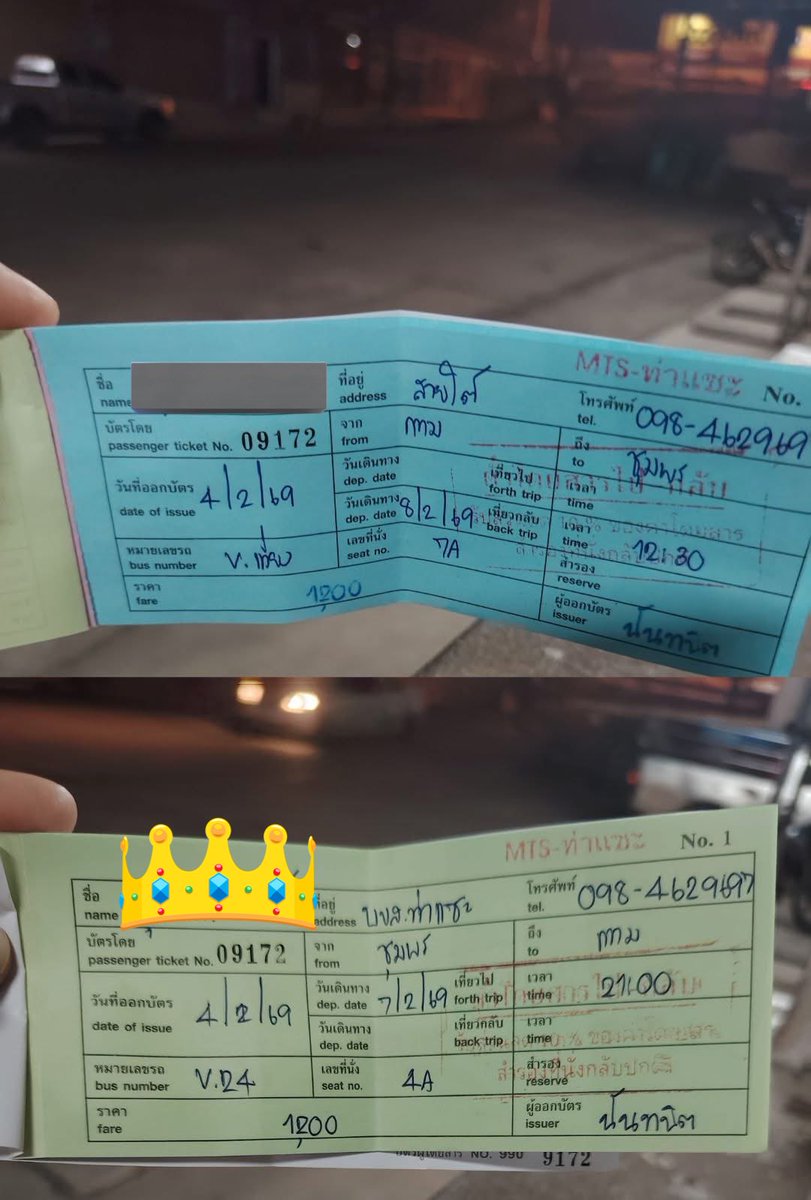 MTS-ท่าแซะ No.
ชื่อ ที่อยู่ สายใต้ โทรศัพท์ 098-462969
name address tel.
บัตรโดย จาก กทม ถึง ชุมพร
passenger ticket No. 09172 from to
วันที่ออกบัตร 4/2/69 วันเดินทาง เที่ยวไป เวลา
date of issue dep. date forth trip time
วันเดินทาง 8/2/69 เที่ยวกลับ เวลา 12.30
dep. date back trip time
หมายเลขรถ V.เที่ยง เลขที่นั่ง 7A สำรอง
bus number seat no. reserve
ราคา 1,200 ผู้ออกบัตร นันทนิต
fare issuer
MTS-ท่าแซะ No. 1
ชื่อ ที่อยู่ บขส.ท่าแซะ โทรศัพท์ 098-4629697
name address tel.
บัตรโดย จาก ชุมพร ถึง กทม
passenger ticket No. 09172 from to
วันที่ออกบัตร 4/2/69 วันเดินทาง 7/2/69 เที่ยวไป เวลา 21.00
date of issue dep. date forth trip time
วันเดินทาง เที่ยวกลับ เวลา
dep. date back trip time
หมายเลขรถ V.24 เลขที่นั่ง 4A สำรอง
bus number seat no. reserve
สำรองที่นั่งกลับปกติ
ราคา 1,200 ผู้ออกบัตร นันทนิต
fare issuer
NO. 990 9172